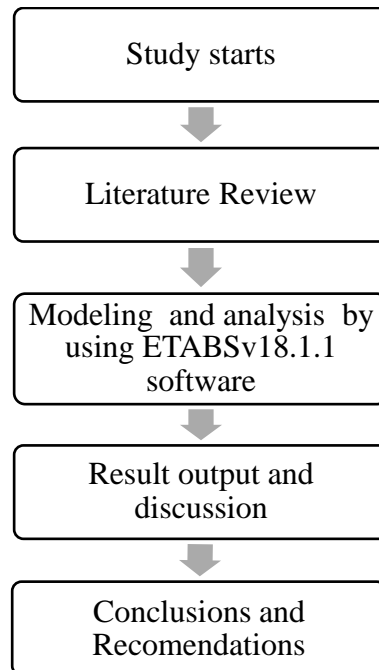 Study starts
Literature Review
Modeling and analysis by
using ETABSv18.1.1
software
Result output and
discussion
Conclusions and
Recomendations